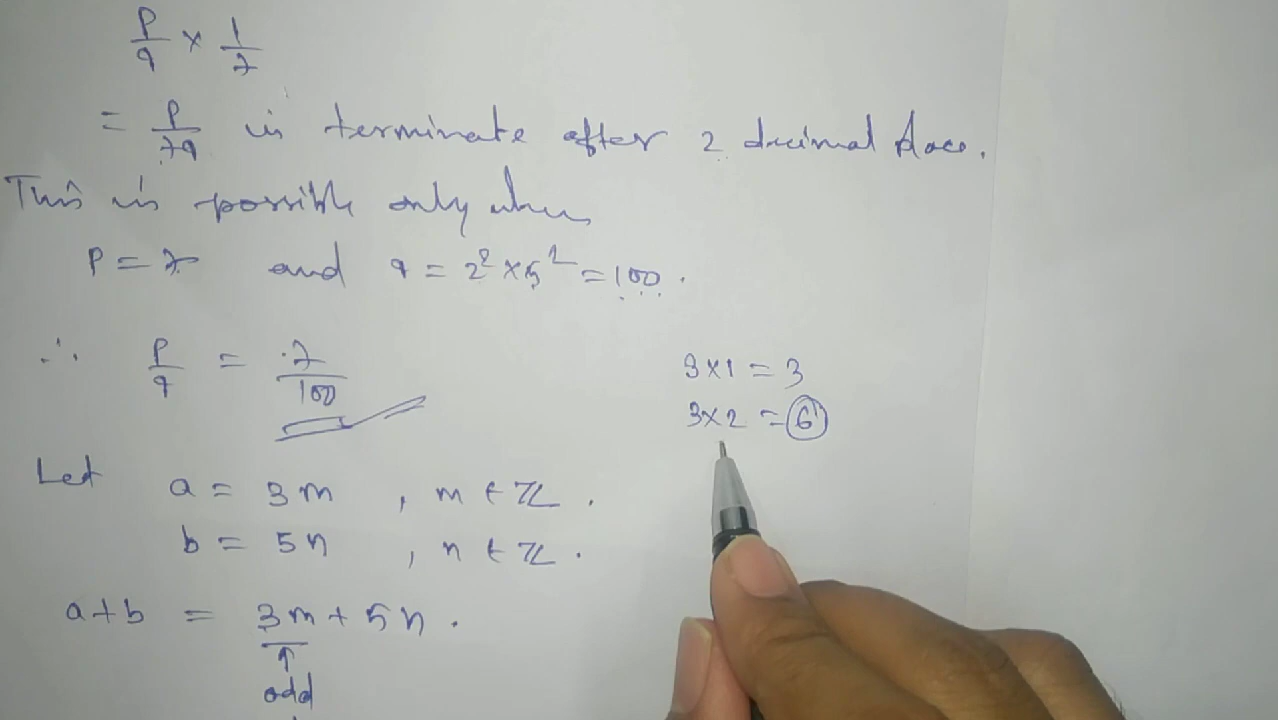 p/q × 1/7
= p/7q is terminate after 2 decimal place.
This is possible only when
P = 7 and q = 2² × 5² = 100.
∴ p/q = 7/100
3×1 = 3
3×2 = 6
Let a = 3m , m ∈ ℤ.
b = 5n , n ∈ ℤ.
a+b = 3m + 5n.
↑
odd